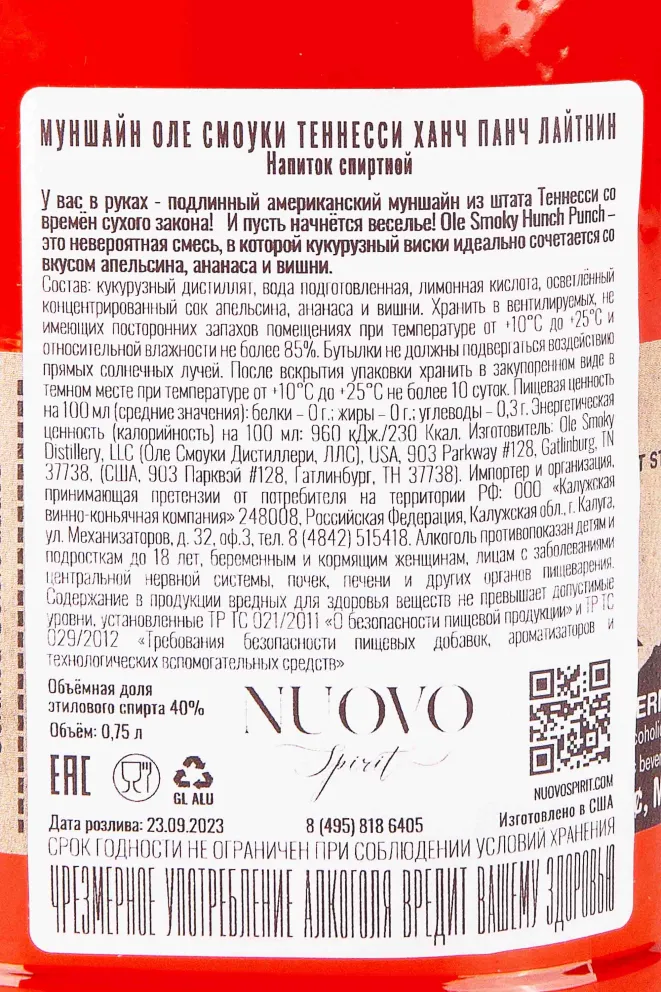 МУНШАЙН ОЛЕ СМОУКИ ТЕННЕССИ ХАНЧ ПАНЧ ЛАЙТНИН
Напиток спиртной
У вас в руках - подлинный американский муншайн из штата Теннесси со
времён сухого закона! И пусть начнётся веселье! Ole Smoky Hunch Punch –
это невероятная смесь, в которой кукурузный виски идеально сочетается со
вкусом апельсина, ананаса и вишни.
Состав: кукурузный дистиллят, вода подготовленная, лимонная кислота, осветлённый
концентрированный сок апельсина, ананаса и вишни. Хранить в вентилируемых, не
имеющих посторонних запахов помещениях при температуре от +10°C до +25°C и
относительной влажности не более 85%. Бутылки не должны подвергаться воздействию
прямых солнечных лучей. После вскрытия упаковки хранить в закупоренном виде в
темном месте при температуре от +10°C до +25°C не более 10 суток. Пищевая ценность
на 100 мл (средние значения): белки – 0 г.; жиры – 0 г.; углеводы – 0,3 г. Энергетическая
ценность (калорийность) на 100 мл: 960 кДж./230 Ккал. Изготовитель: Ole Smoky
Distillery, LLC (Оле Смоуки Дистиллери, ЛЛС), USA, 903 Parkway #128, Gatlinburg, TN
37738, (США, 903 Парквэй #128, Гатлинбург, ТН 37738). Импортер и организация,
принимающая претензии от потребителя на территории РФ: ООО «Калужская
винно-коньячная компания» 248008, Российская Федерация, Калужская обл., г. Калуга,
ул. Механизаторов, д. 32, оф.3, тел. 8 (4842) 515418. Алкоголь противопоказан детям и
подросткам до 18 лет, беременным и кормящим женщинам, лицам с заболеваниями
центральной нервной системы, почек, печени и других органов пищеварения.
Содержание в продукции вредных для здоровья веществ не превышает допустимые
уровни, установленные ТР ТС 021/2011 «О безопасности пищевой продукции» и ТР ТС
029/2012 «Требования безопасности пищевых добавок, ароматизаторов и
технологических вспомогательных средств»
Объёмная доля
этилового спирта 40%
Объём: 0,75 л
NUOVO
Spirit
EAC
GL ALU
NUOVOSPIRIT.COM
Изготовлено в США
Дата розлива: 23.09.2023
8 (495) 818 6405
СРОК ГОДНОСТИ НЕ ОГРАНИЧЕН ПРИ СОБЛЮДЕНИИ УСЛОВИЙ ХРАНЕНИЯ
ЧРЕЗМЕРНОЕ УПОТРЕБЛЕНИЕ АЛКОГОЛЯ ВРЕДИТ ВАШЕМУ ЗДОРОВЬЮ